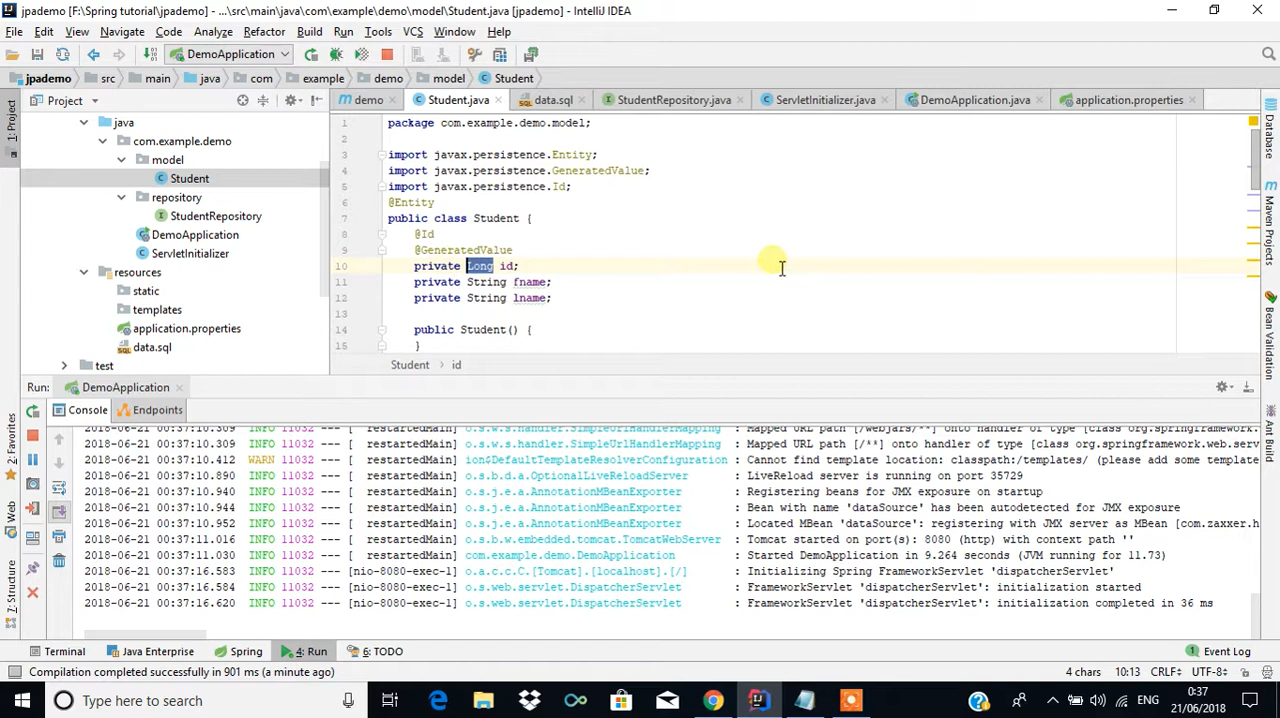 jpademo [F:\Spring tutorial\jpademo] - ...\src\main\java\com\example\demo\model\Student.java [jpademo] - IntelliJ IDEA
File Edit View Navigate Code Analyze Refactor Build Run Tools VCS Window Help
DemoApplication
jpademo src main java com example demo model Student
Project
demo Student.java data.sql StudentRepository.java ServletInitializer.java DemoApplication.java application.properties
1: Project
java
com.example.demo
model
Student
repository
StudentRepository
DemoApplication
ServletInitializer
resources
static
templates
application.properties
data.sql
test
1 package com.example.demo.model;
2
3 import javax.persistence.Entity;
4 import javax.persistence.GeneratedValue;
5 import javax.persistence.Id;
6 @Entity
7 public class Student {
8 @Id
9 @GeneratedValue
10 private Long id;
11 private String fname;
12 private String lname;
13
14 public Student() {
15 }
Student id
Database
Maven Projects
Bean Validation
Ant Build
Run: DemoApplication
Console Endpoints
2: Favorites
Web
7: Structure
2018-06-21 00:37:10.309 INFO 11032 --- [ restartedMain] o.s.w.s.handler.SimpleUrlHandlerMapping : Mapped URL path [/webjars/**] onto handler of type [class org.springframework.web.se
2018-06-21 00:37:10.309 INFO 11032 --- [ restartedMain] o.s.w.s.handler.SimpleUrlHandlerMapping : Mapped URL path [/**] onto handler of type [class org.springframework.web.servl
2018-06-21 00:37:10.412 WARN 11032 --- [ restartedMain] ion$DefaultTemplateResolverConfiguration : Cannot find template location: classpath:/templates/ (please add some template
2018-06-21 00:37:10.890 INFO 11032 --- [ restartedMain] o.s.b.d.a.OptionalLiveReloadServer : LiveReload server is running on port 35729
2018-06-21 00:37:10.943 INFO 11032 --- [ restartedMain] o.s.j.e.a.AnnotationMBeanExporter : Registering beans for JMX exposure on startup
2018-06-21 00:37:10.944 INFO 11032 --- [ restartedMain] o.s.j.e.a.AnnotationMBeanExporter : Bean with name 'dataSource' has been autodetected for JMX exposure
2018-06-21 00:37:10.952 INFO 11032 --- [ restartedMain] o.s.j.e.a.AnnotationMBeanExporter : Located MBean 'dataSource': registering with JMX server as MBean [com.zaxxer.h
2018-06-21 00:37:11.016 INFO 11032 --- [ restartedMain] o.s.b.w.embedded.tomcat.TomcatWebServer : Tomcat started on port(s): 8080 (http) with context path ''
2018-06-21 00:37:11.030 INFO 11032 --- [ restartedMain] com.example.demo.DemoApplication : Started DemoApplication in 9.264 seconds (JVM running for 11.73)
2018-06-21 00:37:16.583 INFO 11032 --- [nio-8080-exec-1] o.a.c.c.C.[Tomcat].[localhost].[/] : Initializing Spring FrameworkServlet 'dispatcherServlet'
2018-06-21 00:37:16.584 INFO 11032 --- [nio-8080-exec-1] o.s.web.servlet.DispatcherServlet : FrameworkServlet 'dispatcherServlet': initialization started
2018-06-21 00:37:16.620 INFO 11032 --- [nio-8080-exec-1] o.s.web.servlet.DispatcherServlet : FrameworkServlet 'dispatcherServlet': initialization completed in 36 ms
Terminal Java Enterprise Spring 4: Run 6: TODO Event Log
Compilation completed successfully in 901 ms (a minute ago) 4 chars 10:13 CRLF÷ UTF-8÷
Type here to search ENG 0:37
21/06/2018